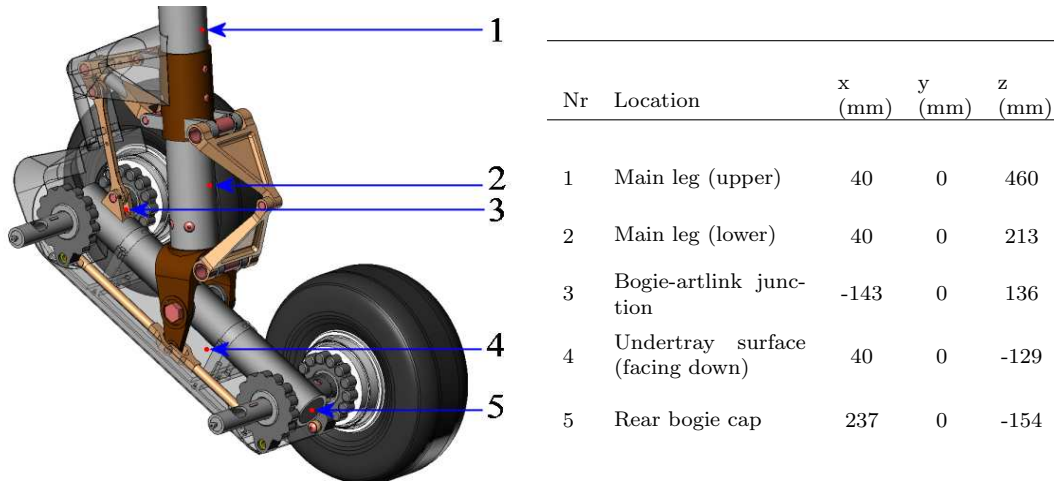 1
2
3
4
5
x y z
Nr Location (mm) (mm) (mm)
1 Main leg (upper) 40 0 460
2 Main leg (lower) 40 0 213
Bogie-artlink junc-
3 -143 0 136
tion
Undertray surface
4 40 0 -129
(facing down)
5 Rear bogie cap 237 0 -154